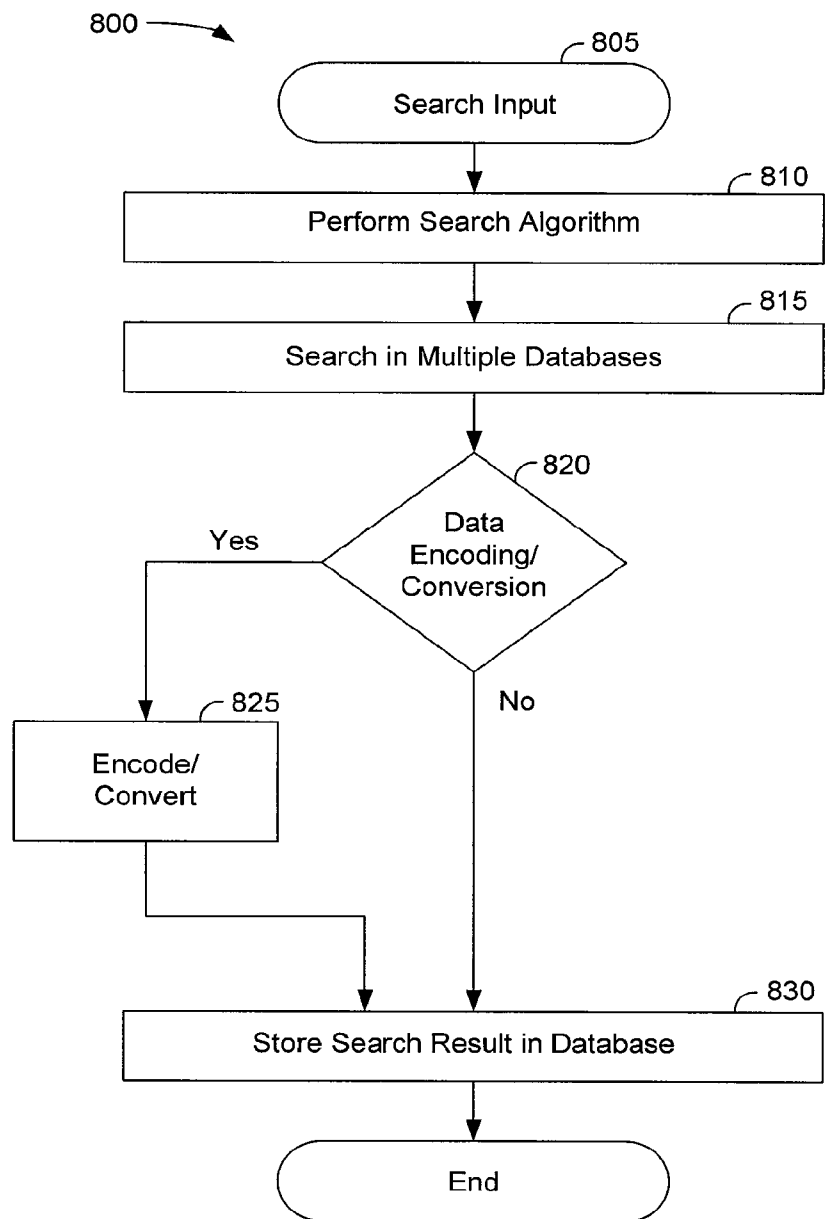 800
805
Search Input
810
Perform Search Algorithm
815
Search in Multiple Databases
820
Data
Encoding/
Conversion
Yes
No
825
Encode/
Convert
830
Store Search Result in Database
End